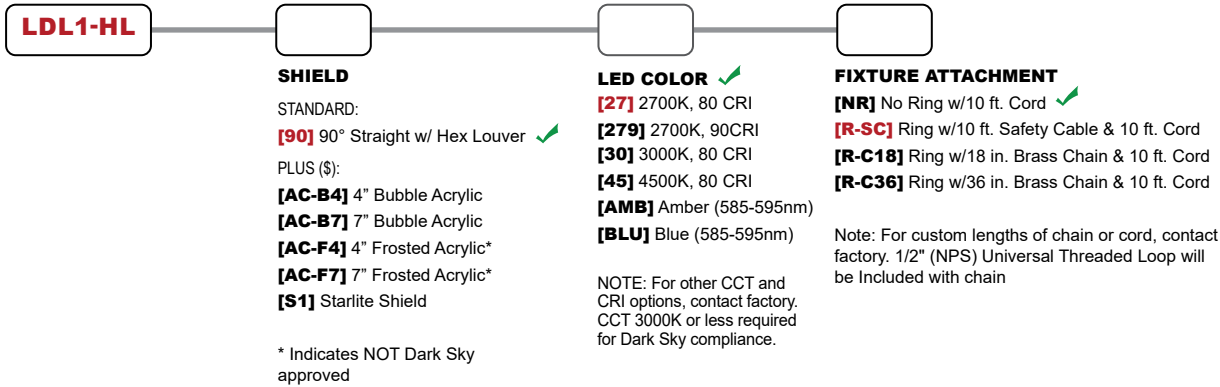 LDL1-HL
SHIELD
STANDARD:
[90] 90° Straight w/ Hex Louver
PLUS ($):
[AC-B4] 4” Bubble Acrylic
[AC-B7] 7” Bubble Acrylic
[AC-F4] 4” Frosted Acrylic*
[AC-F7] 7” Frosted Acrylic*
[S1] Starlite Shield
* Indicates NOT Dark Sky
approved
LED COLOR
[27] 2700K, 80 CRI
[279] 2700K, 90CRI
[30] 3000K, 80 CRI
[45] 4500K, 80 CRI
[AMB] Amber (585-595nm)
[BLU] Blue (585-595nm)
NOTE: For other CCT and
CRI options, contact factory.
CCT 3000K or less required
for Dark Sky compliance.
FIXTURE ATTACHMENT
[NR] No Ring w/10 ft. Cord
[R-SC] Ring w/10 ft. Safety Cable & 10 ft. Cord
[R-C18] Ring w/18 in. Brass Chain & 10 ft. Cord
[R-C36] Ring w/36 in. Brass Chain & 10 ft. Cord
Note: For custom lengths of chain or cord, contact
factory. 1/2" (NPS) Universal Threaded Loop will
be Included with chain